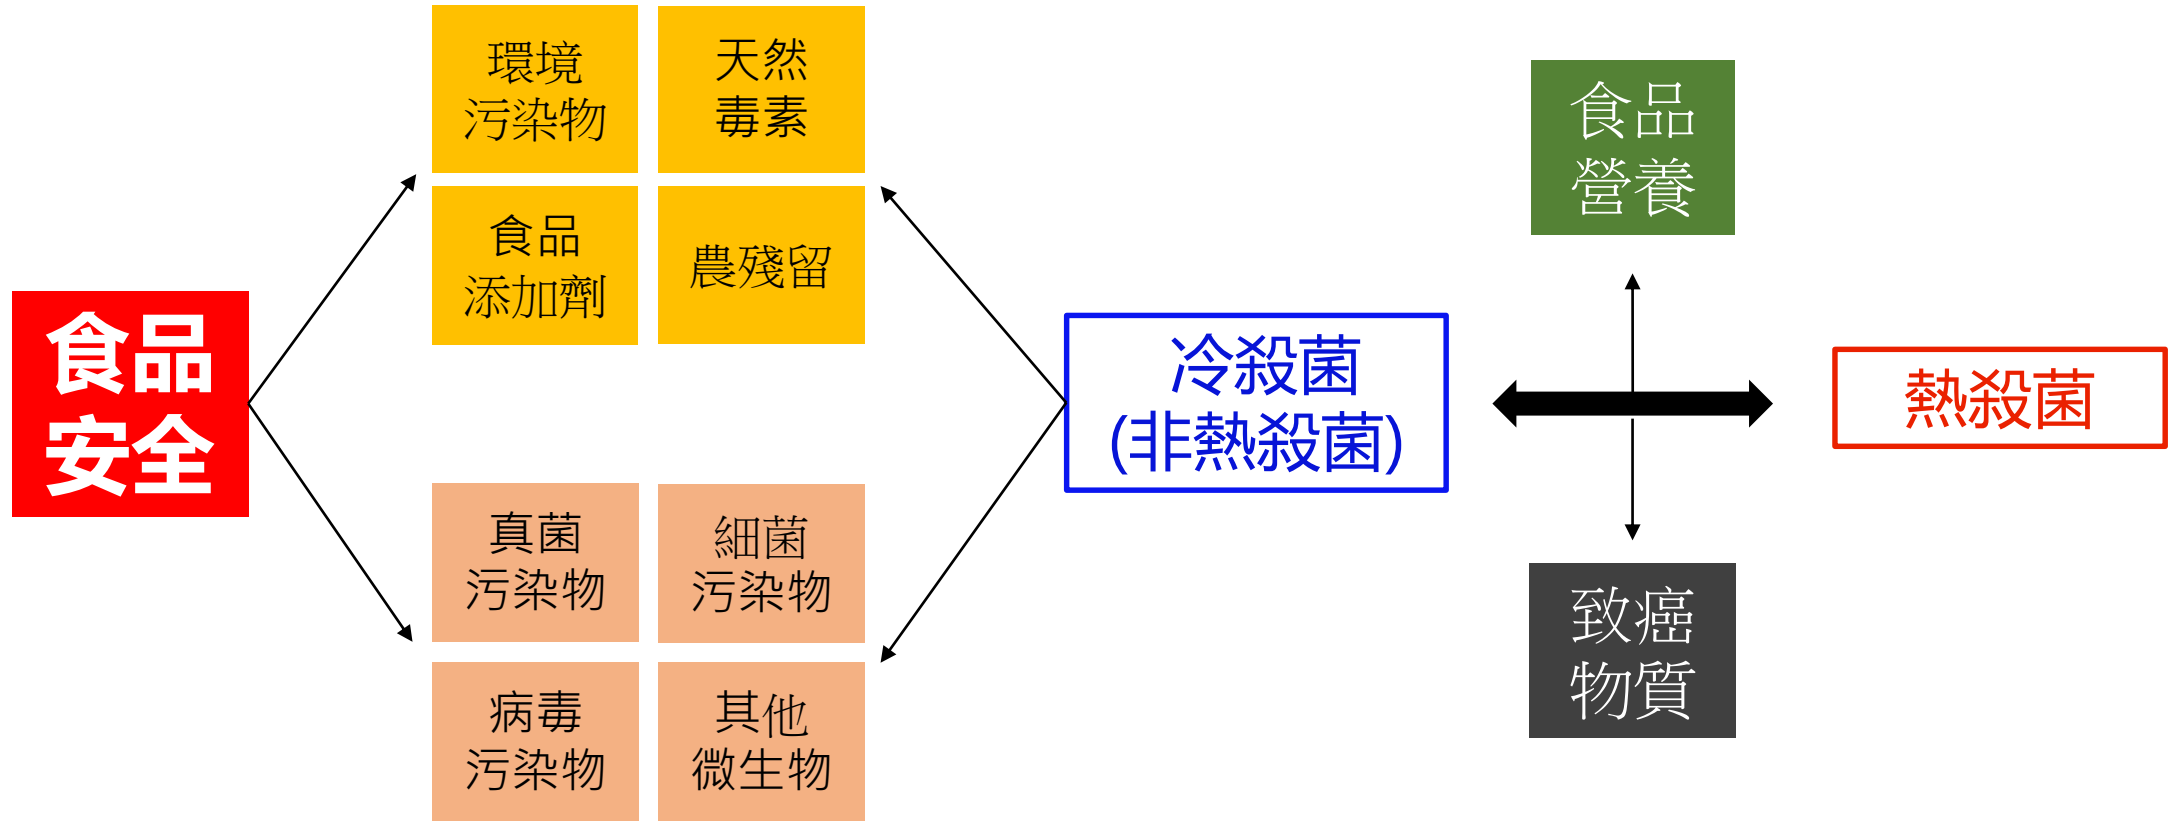 食品
安全
環境
污染物
天然
毒素
食品
添加劑
農殘留
真菌
污染物
細菌
污染物
病毒
污染物
其他
微生物
冷殺菌
(非熱殺菌)
食品
營養
致癌
物質
熱殺菌